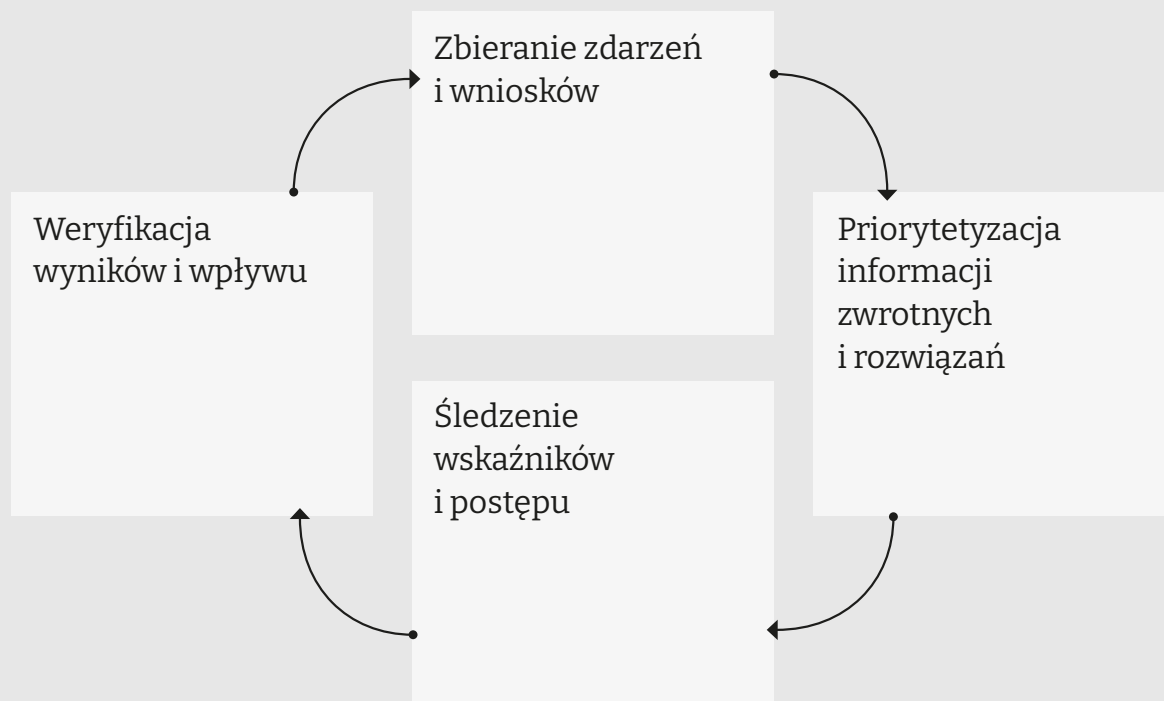 Zbieranie zdarzeń
i wniosków
Weryfikacja
wyników i wpływu
Priorytetyzacja
informacji
zwrotnych
i rozwiązań
Śledzenie
wskaźników
i postępu